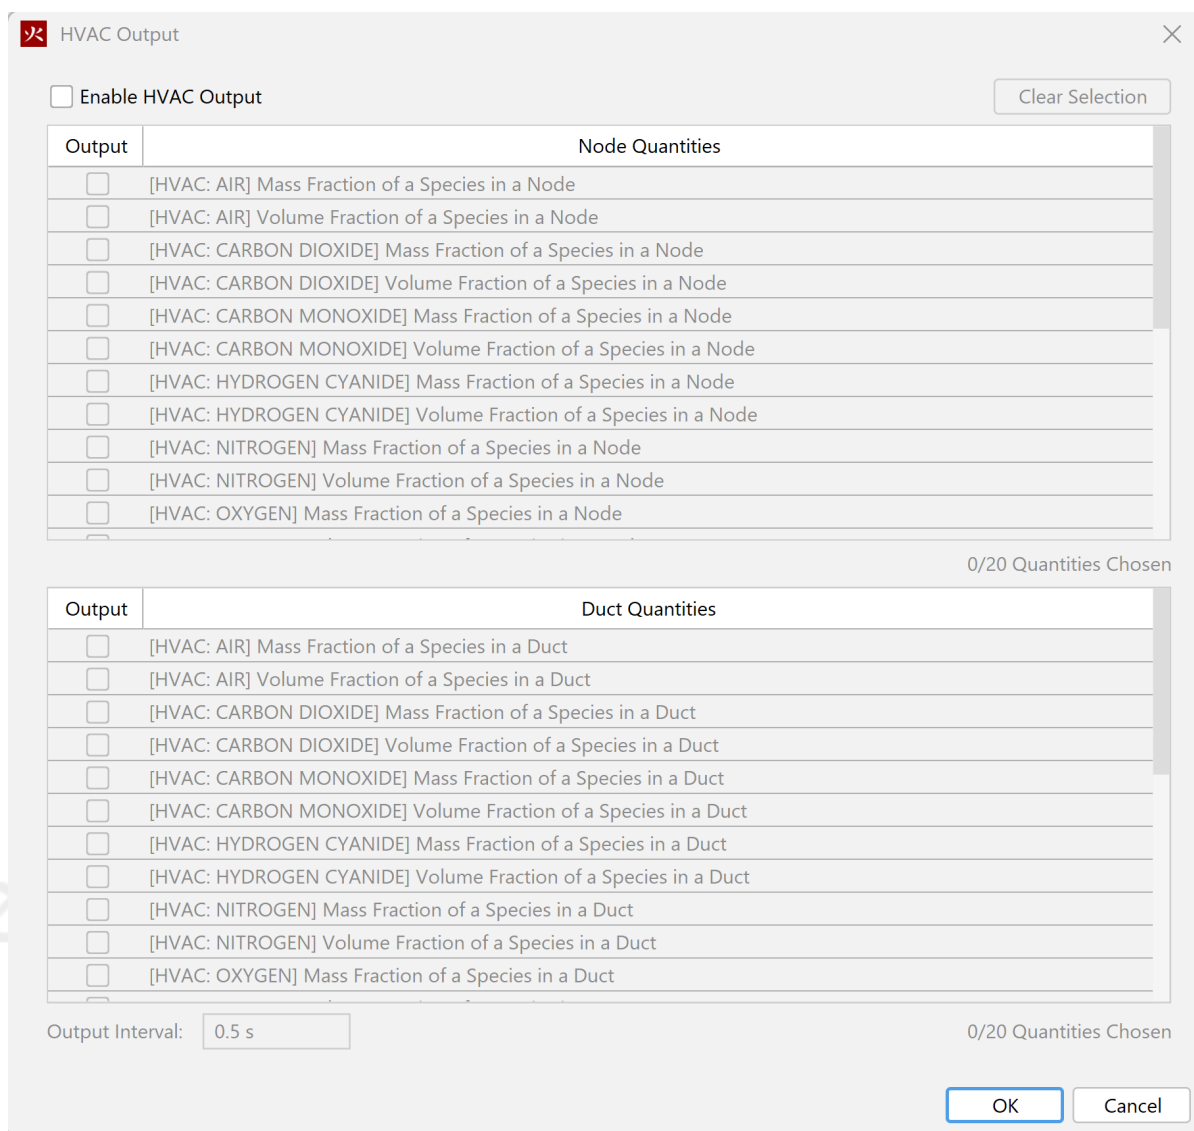 火 HVAC Output
Enable HVAC Output
Clear Selection
Output Node Quantities
[HVAC: AIR] Mass Fraction of a Species in a Node
[HVAC: AIR] Volume Fraction of a Species in a Node
[HVAC: CARBON DIOXIDE] Mass Fraction of a Species in a Node
[HVAC: CARBON DIOXIDE] Volume Fraction of a Species in a Node
[HVAC: CARBON MONOXIDE] Mass Fraction of a Species in a Node
[HVAC: CARBON MONOXIDE] Volume Fraction of a Species in a Node
[HVAC: HYDROGEN CYANIDE] Mass Fraction of a Species in a Node
[HVAC: HYDROGEN CYANIDE] Volume Fraction of a Species in a Node
[HVAC: NITROGEN] Mass Fraction of a Species in a Node
[HVAC: NITROGEN] Volume Fraction of a Species in a Node
[HVAC: OXYGEN] Mass Fraction of a Species in a Node
0/20 Quantities Chosen
Output Duct Quantities
[HVAC: AIR] Mass Fraction of a Species in a Duct
[HVAC: AIR] Volume Fraction of a Species in a Duct
[HVAC: CARBON DIOXIDE] Mass Fraction of a Species in a Duct
[HVAC: CARBON DIOXIDE] Volume Fraction of a Species in a Duct
[HVAC: CARBON MONOXIDE] Mass Fraction of a Species in a Duct
[HVAC: CARBON MONOXIDE] Volume Fraction of a Species in a Duct
[HVAC: HYDROGEN CYANIDE] Mass Fraction of a Species in a Duct
[HVAC: HYDROGEN CYANIDE] Volume Fraction of a Species in a Duct
[HVAC: NITROGEN] Mass Fraction of a Species in a Duct
[HVAC: NITROGEN] Volume Fraction of a Species in a Duct
[HVAC: OXYGEN] Mass Fraction of a Species in a Duct
Output Interval: 0.5 s
0/20 Quantities Chosen
OK Cancel